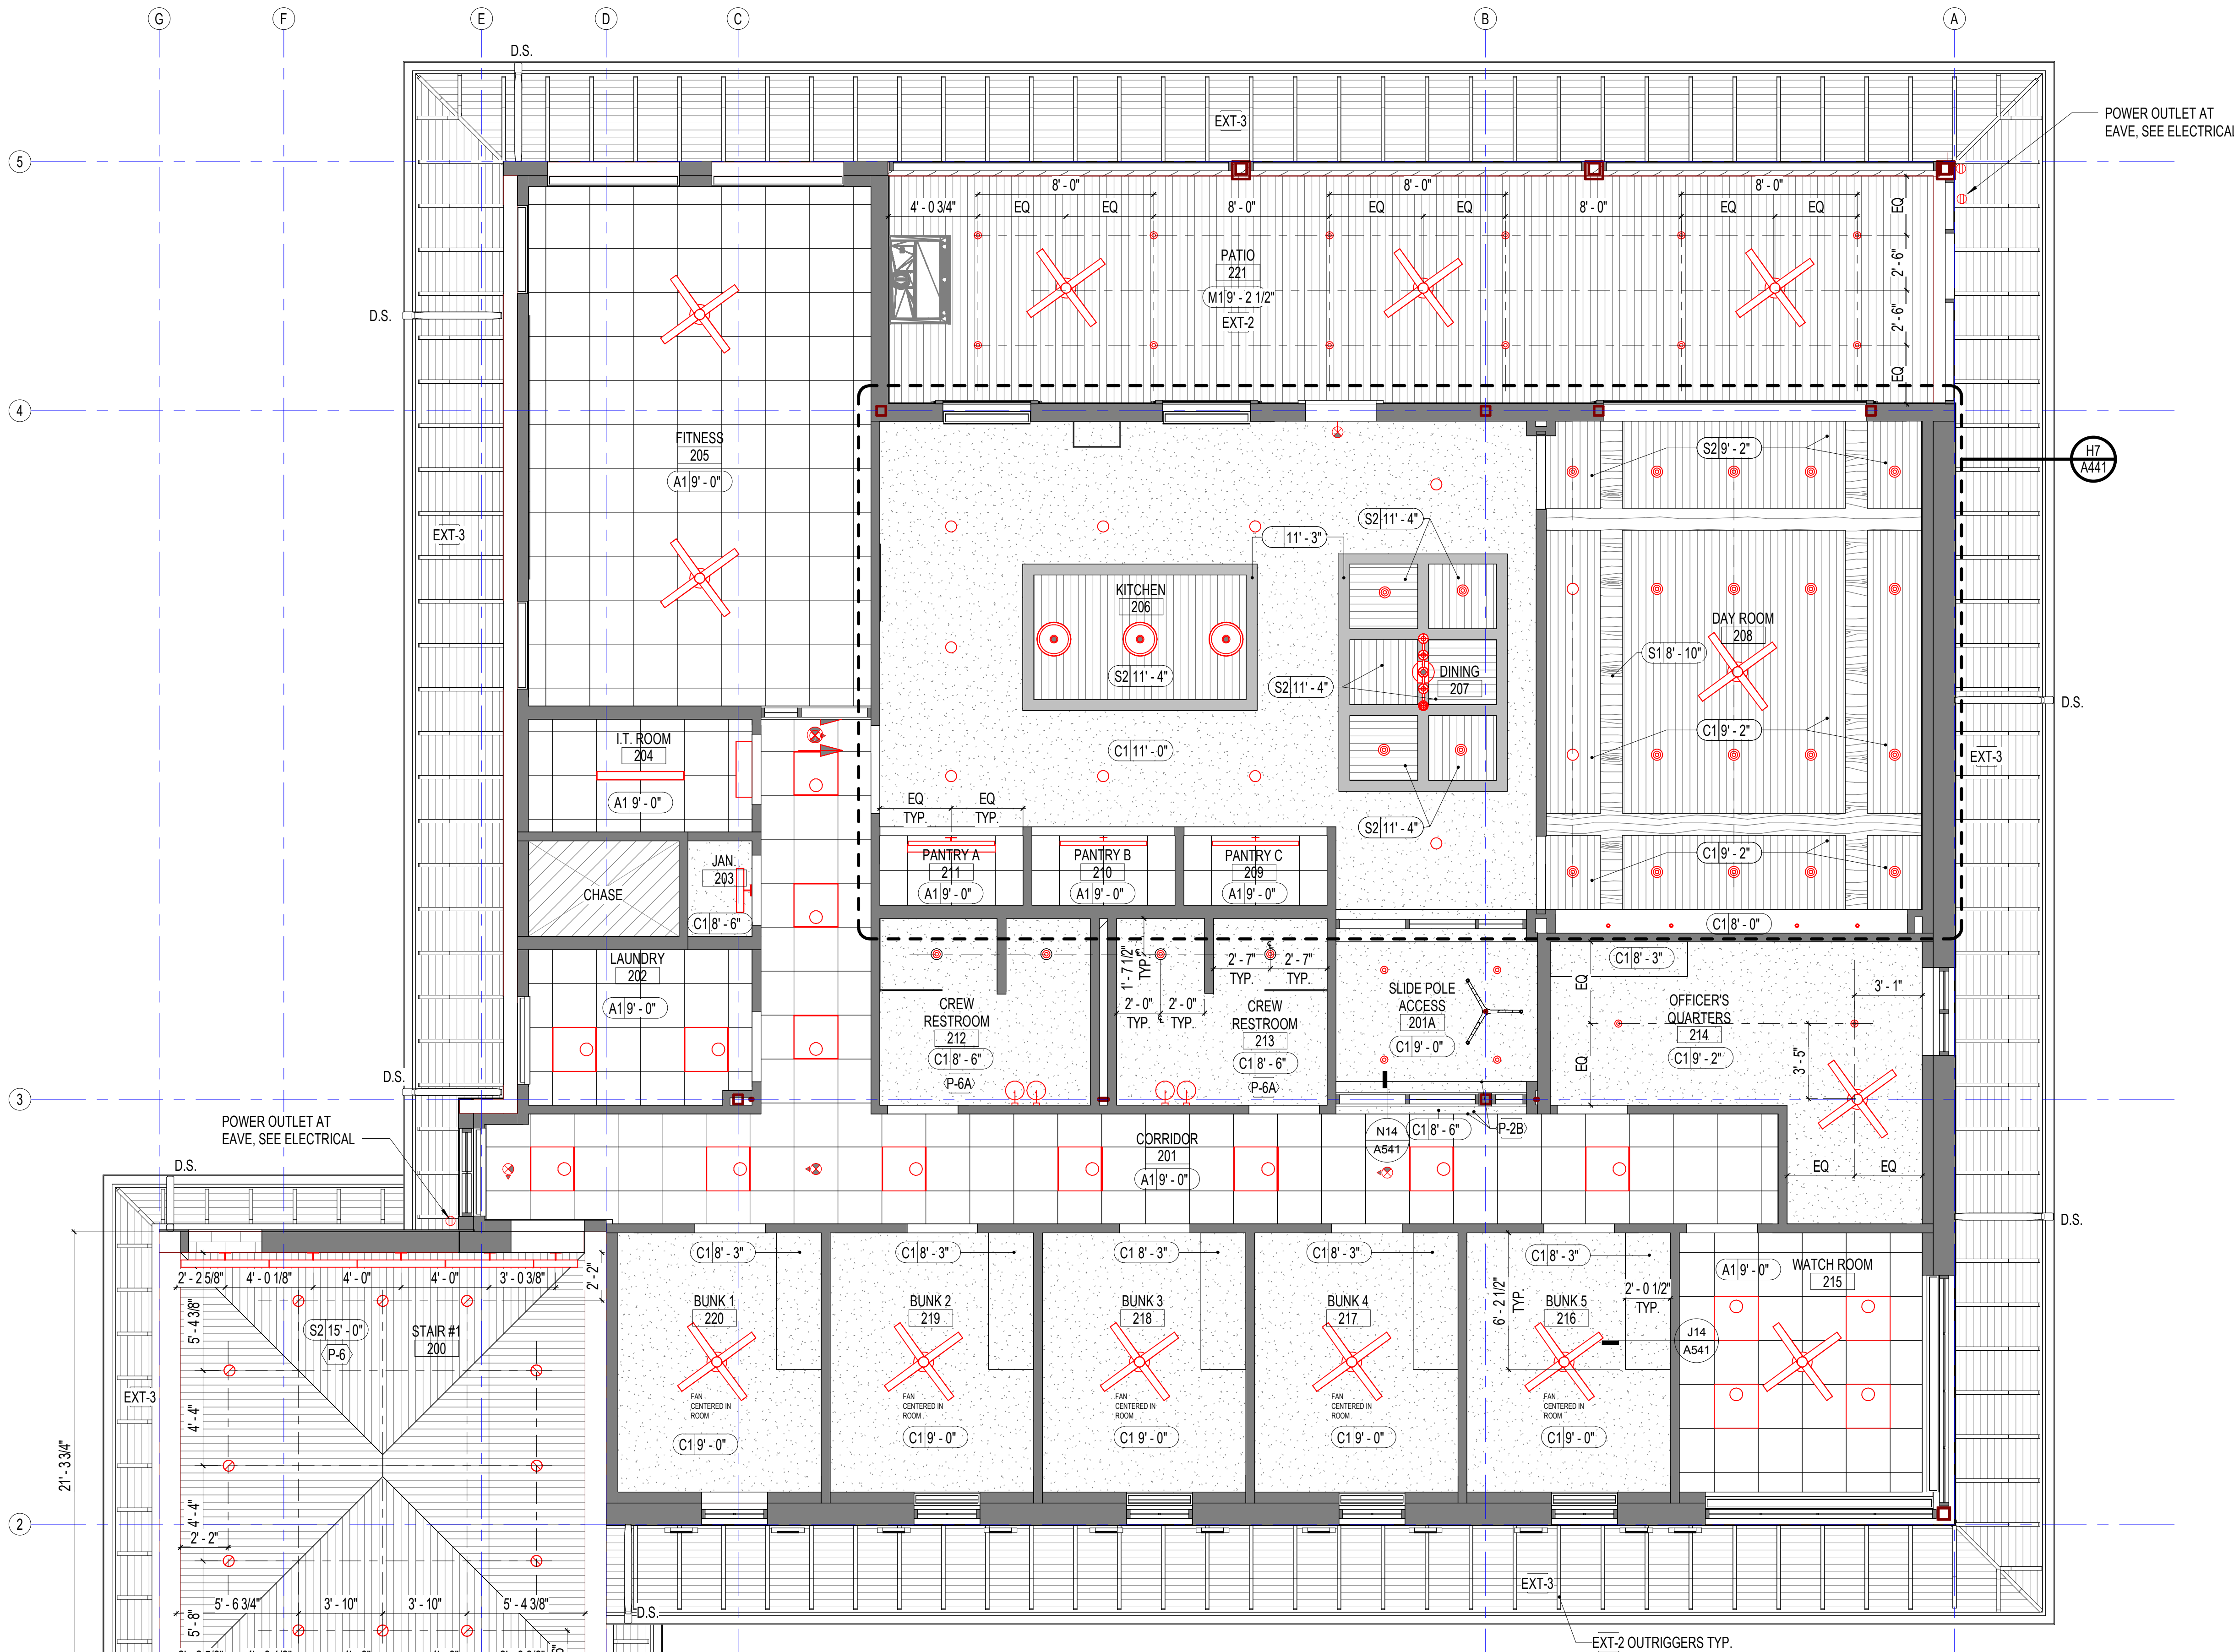 G
F
E
D
C
B
A
D.S.
EXT-3
POWER OUTLET AT
EAVE, SEE ELECTRICAL
5
8' - 0"
8' - 0"
8' - 0"
4' - 0 3/4"
EQ
EQ
8' - 0"
EQ
EQ
8' - 0"
EQ
EQ
EQ
PATIO
221
M1 9' - 2 1/2"
EXT-2
2' - 6"
2' - 6"
EQ
D.S.
4
FITNESS
205
A1 9' - 0"
S2 9' - 2"
H7
A441
EXT-3
S2 11' - 4"
11' - 3"
KITCHEN
206
S2 11' - 4"
DAY ROOM
208
S1 8' - 10"
DINING
207
S2 11' - 4"
D.S.
C1 9' - 2"
EXT-3
I.T. ROOM
204
A1 9' - 0"
C1 11' - 0"
EQ
TYP.
EQ
TYP.
S2 11' - 4"
C1 9' - 2"
JAN.
203
C1 8' - 6"
CHASE
PANTRY A
211
A1 9' - 0"
PANTRY B
210
A1 9' - 0"
PANTRY C
209
A1 9' - 0"
C1 8' - 0"
LAUNDRY
202
A1 9' - 0"
1' - 7 1/2"
TYP.
2' - 7"
TYP.
2' - 7"
TYP.
2' - 0"
TYP.
2' - 0"
TYP.
CREW
RESTROOM
212
C1 8' - 6"
P-6A
CREW
RESTROOM
213
C1 8' - 6"
P-6A
SLIDE POLE
ACCESS
201A
C1 9' - 0"
C1 8' - 3"
EQ
EQ
OFFICER'S
QUARTERS
214
C1 9' - 2"
3' - 1"
3' - 5"
EQ
EQ
D.S.
3
POWER OUTLET AT
EAVE, SEE ELECTRICAL
N14
A541
C1 8' - 6"
P-2B
CORRIDOR
201
A1 9' - 0"
D.S.
D.S.
2' - 2 5/8"
4' - 0 1/8"
4' - 0"
4' - 0"
3' - 0 3/8"
2' - 2"
5' - 4 3/8"
S2 15' - 0"
P-6
STAIR #1
200
EXT-3
4' - 4"
4' - 4"
2' - 2"
21' - 3 3/4"
5' - 6 3/4"
3' - 10"
3' - 10"
5' - 4 3/8"
5' - 8"
C1 8' - 3"
BUNK 1
220
FAN
CENTERED IN
ROOM
C1 9' - 0"
C1 8' - 3"
BUNK 2
219
FAN
CENTERED IN
ROOM
C1 9' - 0"
C1 8' - 3"
BUNK 3
218
FAN
CENTERED IN
ROOM
C1 9' - 0"
C1 8' - 3"
BUNK 4
217
FAN
CENTERED IN
ROOM
C1 9' - 0"
C1 8' - 3"
6' - 2 1/2"
TYP.
2' - 0 1/2"
TYP.
BUNK 5
216
FAN
CENTERED IN
ROOM
C1 9' - 0"
J14
A541
A1 9' - 0"
WATCH ROOM
215
2
EXT-3
D.S.
EXT-2 OUTRIGGERS TYP.